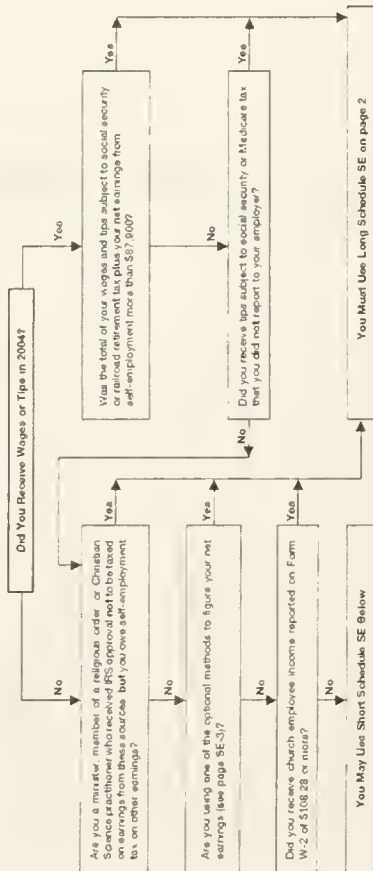 Did You Receive Wages or Tips in 2004?
No
Yes
Are you a minister, member of a religious order, or Christian
Science practitioner who received IRS approval not to be taxed
on earnings from these sources, but you owe self-employment
tax on other earnings?
Yes
Was the total of your wages and tips subject to social security
or railroad retirement tax plus your net earnings from
self-employment more than $87,900?
Yes
No
No
Are you using one of the optional methods to figure your net
earnings (see page SE-3)?
Yes
No
Did you receive tips subject to social security or Medicare tax
that you did not report to your employer?
Yes
No
Did you receive church employee income reported on Form
W-2 of $108.28 or more?
Yes
No
You May Use Short Schedule SE Below
You Must Use Long Schedule SE on page 2